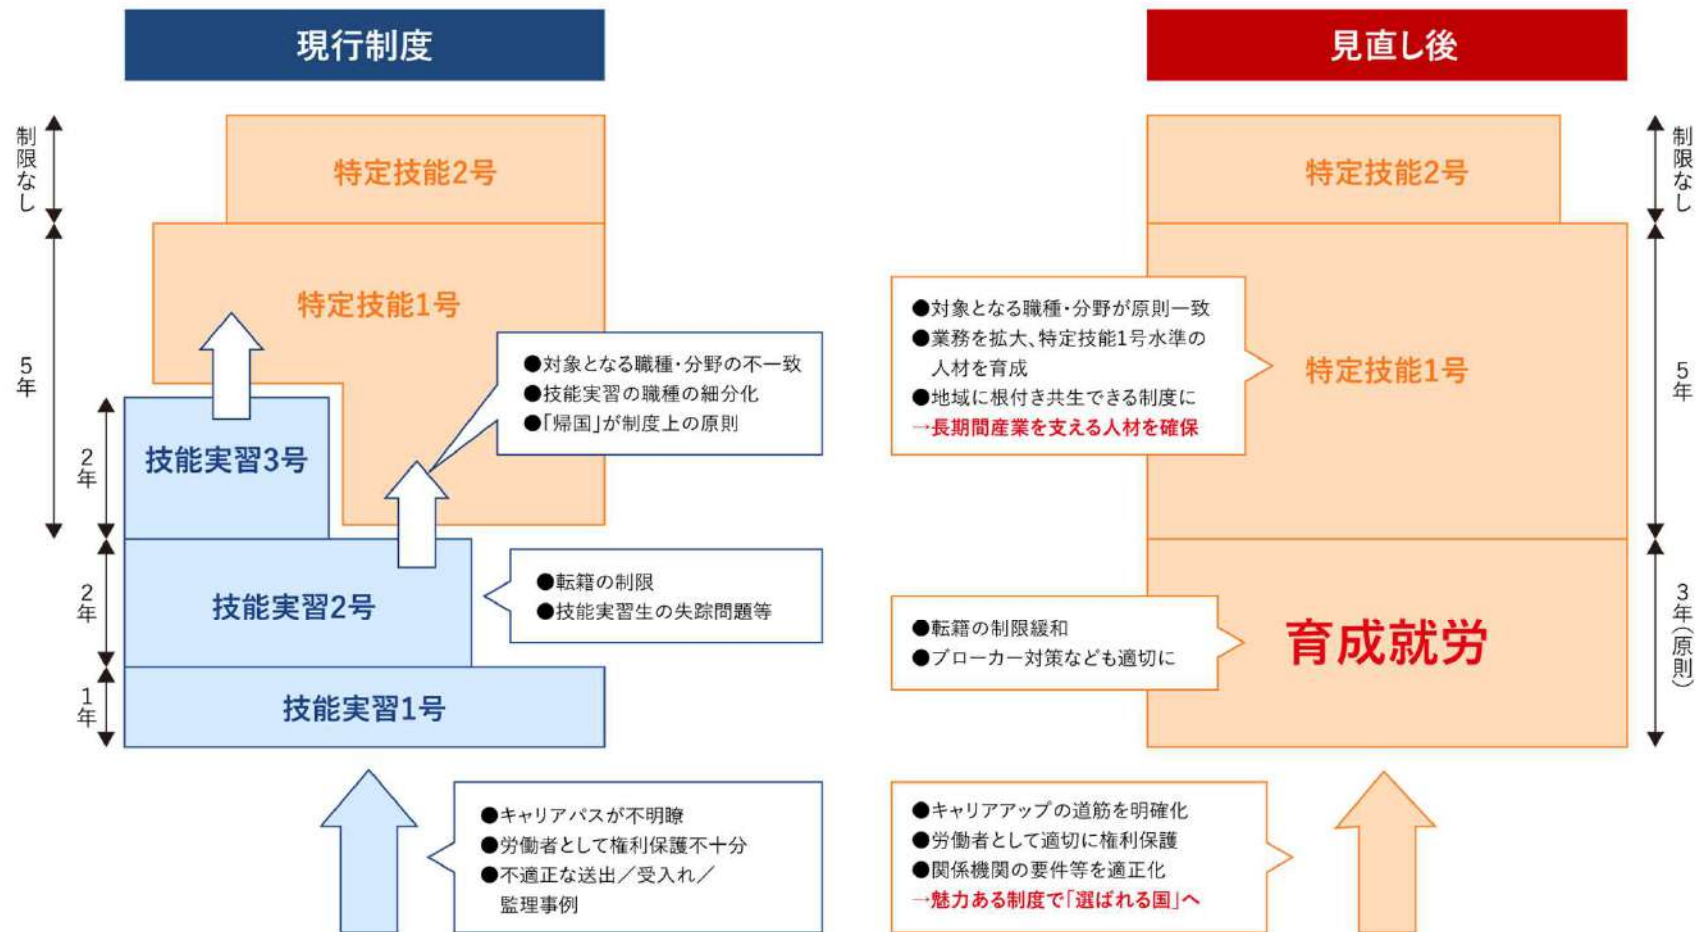 現行制度
制限なし
特定技能2号
5年
特定技能1号
●対象となる職種・分野の不一致
●技能実習の職種の細分化
●「帰国」が制度上の原則
2年
技能実習3号
2年
技能実習2号
●転籍の制限
●技能実習生の失踪問題等
1年
技能実習1号
●キャリアパスが不明瞭
●労働者として権利保護不十分
●不適正な送出／受入れ／
監理事例
見直し後
特定技能2号
制限なし
●対象となる職種・分野が原則一致
●業務を拡大、特定技能1号水準の
人材を育成
●地域に根付き共生できる制度に
→長期間産業を支える人材を確保
特定技能1号
5年
●転籍の制限緩和
●ブローカー対策なども適切に
育成就労
3年(原則)
●キャリアアップの道筋を明確化
●労働者として適切に権利保護
●関係機関の要件等を適正化
→魅力ある制度で「選ばれる国」へ